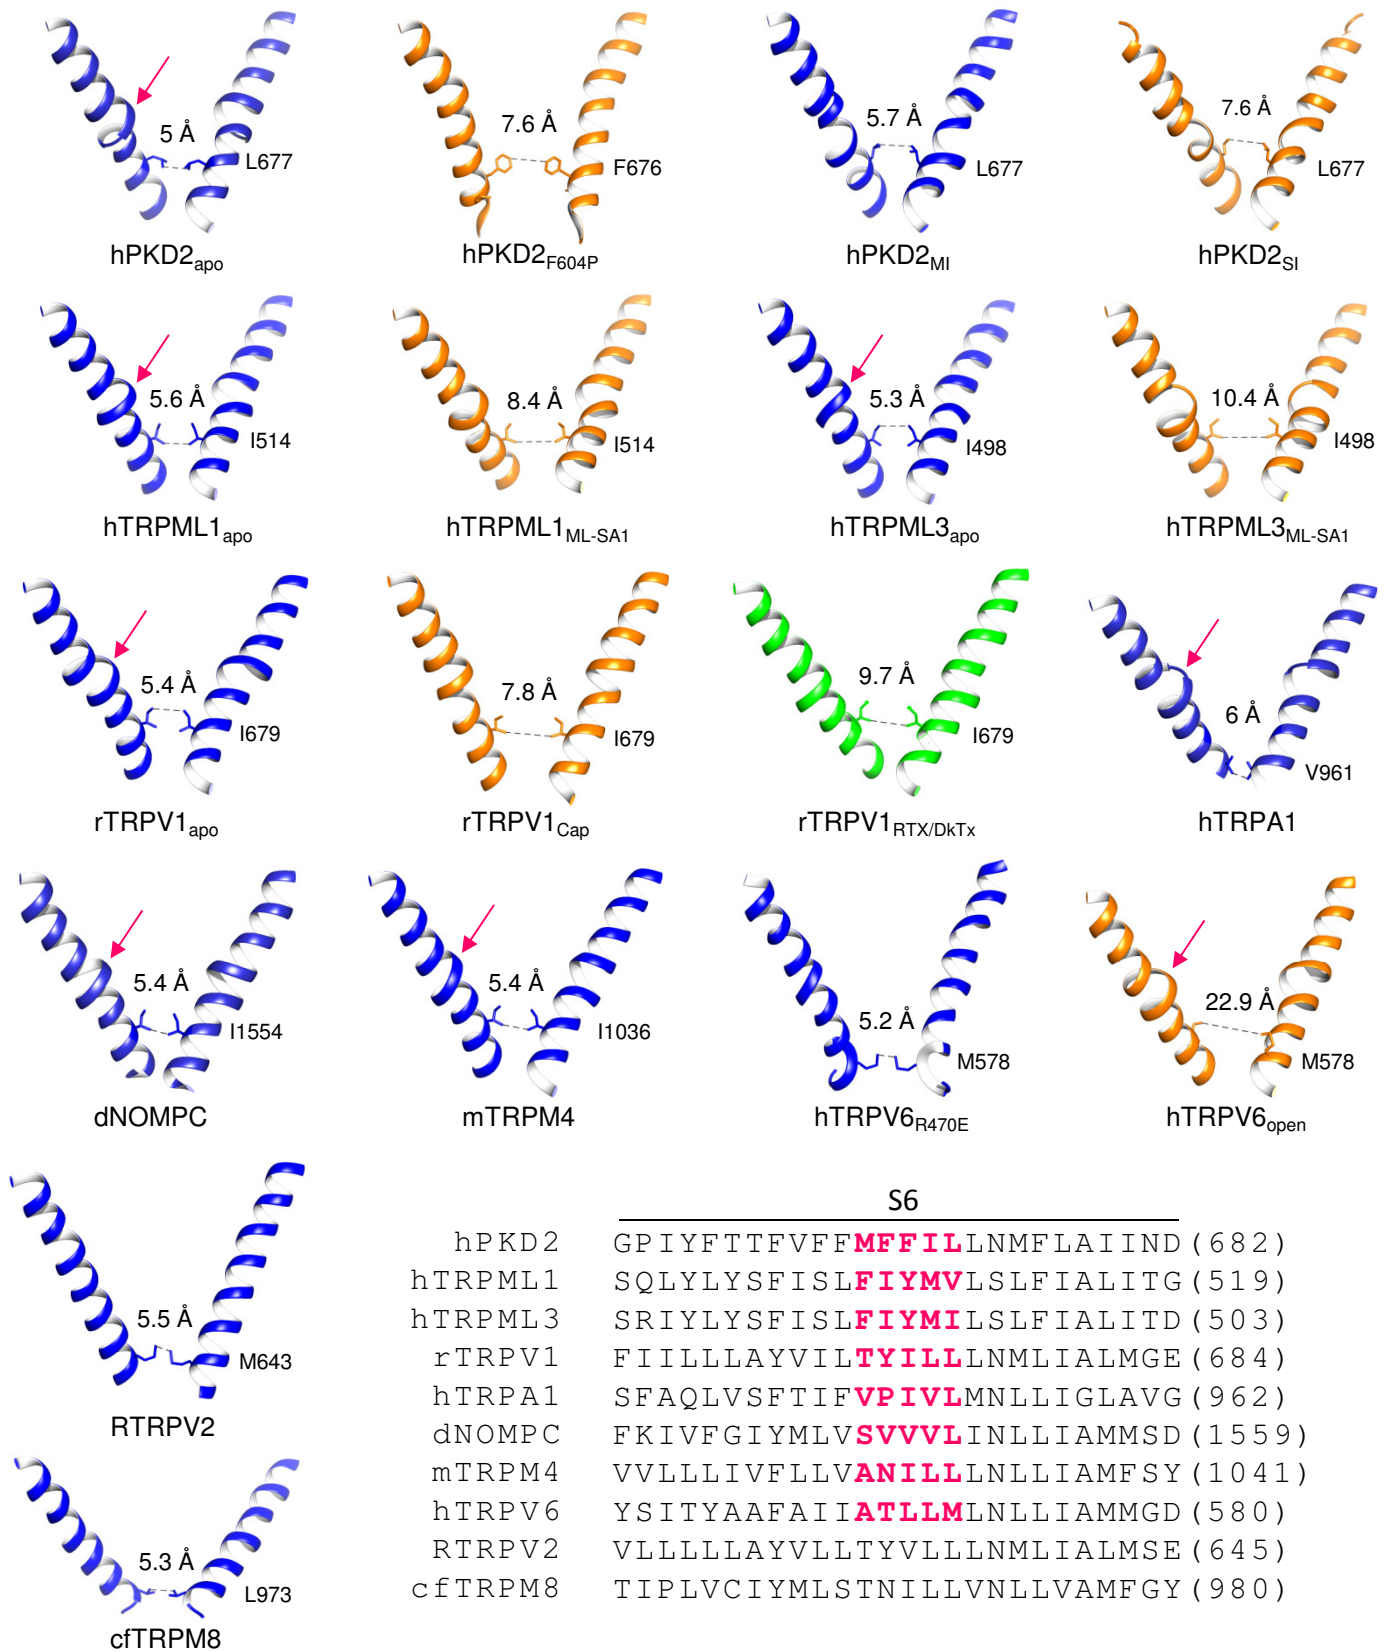 5 Å
L677
hPKD2apo
7.6 Å
F676
hPKD2F604P
5.7 Å
L677
hPKD2MI
7.6 Å
L677
hPKD2SI
5.6 Å
I514
hTRPML1apo
8.4 Å
I514
hTRPML1ML-SA1
5.3 Å
I498
hTRPML3apo
10.4 Å
I498
hTRPML3ML-SA1
5.4 Å
I679
rTRPV1apo
7.8 Å
I679
rTRPV1Cap
9.7 Å
I679
rTRPV1RTX/DkTx
6 Å
V961
hTRPA1
5.4 Å
I1554
dNOMPC
5.4 Å
I1036
mTRPM4
5.2 Å
M578
hTRPV6R470E
22.9 Å
M578
hTRPV6open
5.5 Å
M643
RTRPV2
5.3 Å
L973
cfTRPM8
S6
hPKD2 GPIYFTTFVFFMFFILLNMFLAIIND(682)
hTRPML1 SQLYLYSFISLFIYMVLSLFIALITG(519)
hTRPML3 SRIYLYSFISLFIYMILSLFIALITD(503)
rTRPV1 FIILLLAYVILTYILLLNMLIALMGE(684)
hTRPA1 SFAQLVSFTIFVPIVLMNLLIGLAVG(962)
dNOMPC FKIVFGIYMLVSVVVLINLLIAMMSD(1559)
mTRPM4 VVLLLIVFLLVANILLLNLLIAMFSY(1041)
hTRPV6 YSITYAAFAIIATLLMLNLLIAMMGD(580)
RTRPV2 VLLLLLAYVLLTYVLLLNMLIALMSE(645)
cfTRPM8 TIPLVCIYMLSTNILLVNLLVAMFGY(980)